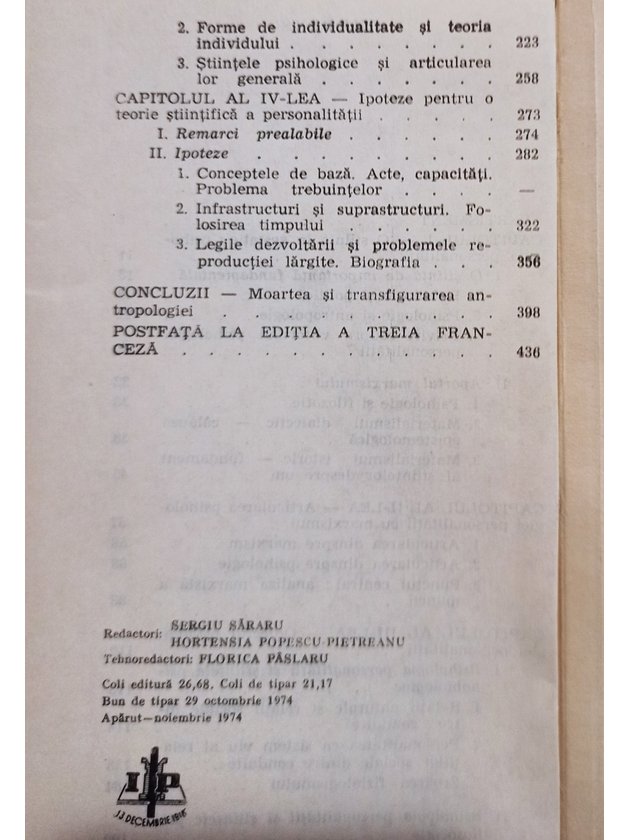 2. Forme de individualitate și teoria
individului . . . . . . . 223
3. Științele psihologice și articularea
lor generală . . . . . . 258
CAPITOLUL AL IV-LEA — Ipoteze pentru o
teorie științifică a personalității . . . . . 273
I. Remarci prealabile . . . . . . 274
II. Ipoteze . . . . . . . . 282
1. Conceptele de bază. Acte, capacități.
Problema trebuințelor . . . . —
2. Infrastructuri și suprastructuri. Fo-
losirea timpului . . . . . . 322
3. Legile dezvoltării și problemele re-
producției lărgite. Biografia . . . 356
CONCLUZII — Moartea și transfigurarea an-
tropologiei . . . . . . . . . 398
POSTFAȚĂ LA EDIȚIA A TREIA FRAN-
CEZĂ . . . . . . . . . . . 436
Redactori: SERGIU SĂRARU
HORTENSIA POPESCU-PIETREANU
Tehnoredactori: FLORICA PÂSLARU
Coli editură 26,68. Coli de tipar 21,17
Bun de tipar 29 octombrie 1974
Apărut—noiembrie 1974
I P
13 DECEMBRIE 1918